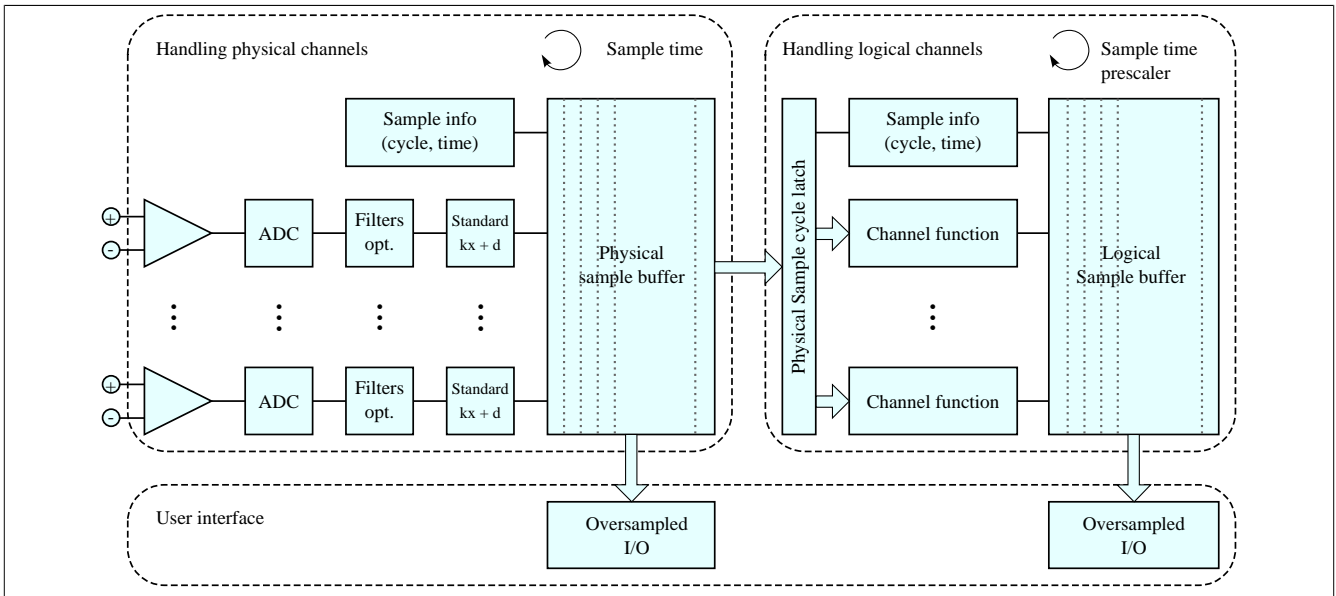 Handling physical channels
Sample time
Handling logical channels
Sample time
prescaler
Sample info
(cycle, time)
Physical Sample cycle latch
Sample info
(cycle, time)
+
-
ADC
Filters
opt.
Standard
kx + d
Physical
sample buffer
Channel function
Logical
Sample buffer
+
-
ADC
Filters
opt.
Standard
kx + d
Channel function
User interface
Oversampled
I/O
Oversampled
I/O